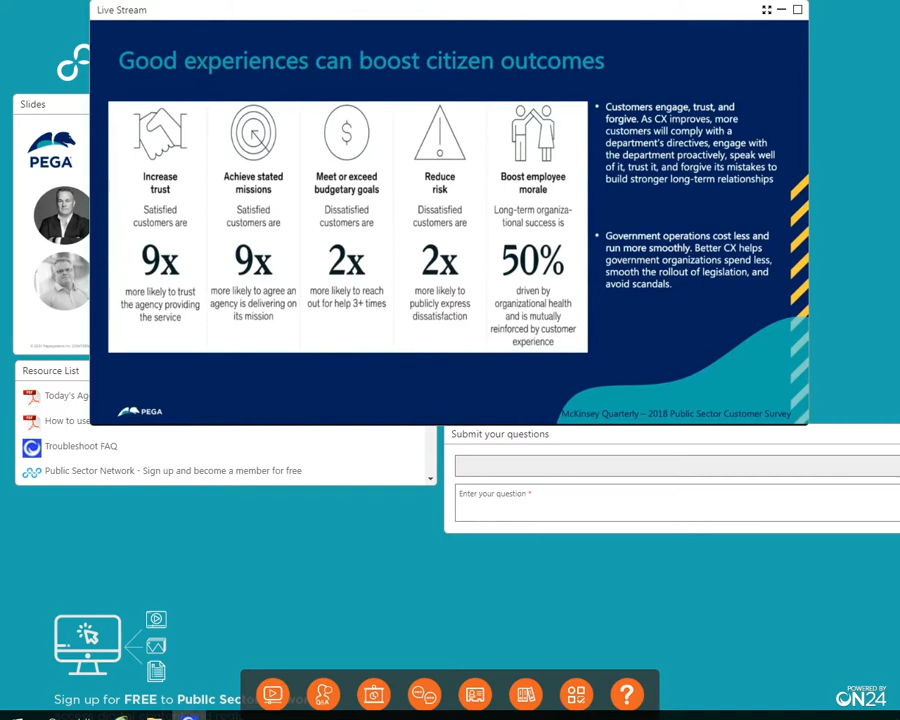 Live Stream
Good experiences can boost citizen outcomes
Slides
PEGA
Increase
trust
Satisfied
customers are
9x
more likely to trust
the agency providing
the service
Achieve stated
missions
Satisfied
customers are
9x
more likely to agree an
agency is delivering on
its mission
Meet or exceed
budgetary goals
Dissatisfied
customers are
2x
more likely to reach
out for help 3+ times
Reduce
risk
Dissatisfied
customers are
2x
more likely to
publicly express
dissatisfaction
Boost employee
morale
Long-term organiza-
tional success is
50%
driven by
organizational health
and is mutually
reinforced by customer
experience
• Customers engage, trust, and
forgive. As CX improves, more
customers will comply with a
department's directives, engage with
the department proactively, speak well
of it, trust it, and forgive its mistakes to
build stronger long-term relationships
• Government operations cost less and
run more smoothly. Better CX helps
government organizations spend less,
smooth the rollout of legislation, and
avoid scandals.
PEGA
McKinsey Quarterly – 2018 Public Sector Customer Survey
Resource List
Today's Ag
How to use
Troubleshoot FAQ
Public Sector Network - Sign up and become a member for free
Submit your questions
Enter your question *
Sign up for FREE to Public Sec
Q&A
?
POWERED BY
ON24